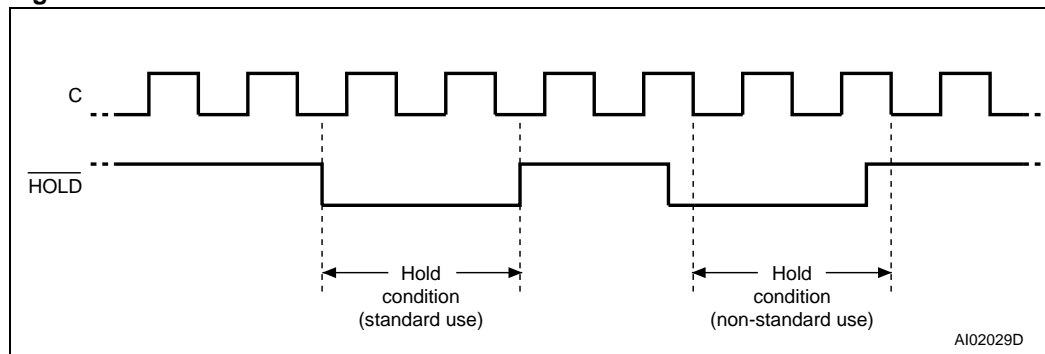 C
HOLD
Hold
condition
(standard use)
Hold
condition
(non-standard use)
AI02029D